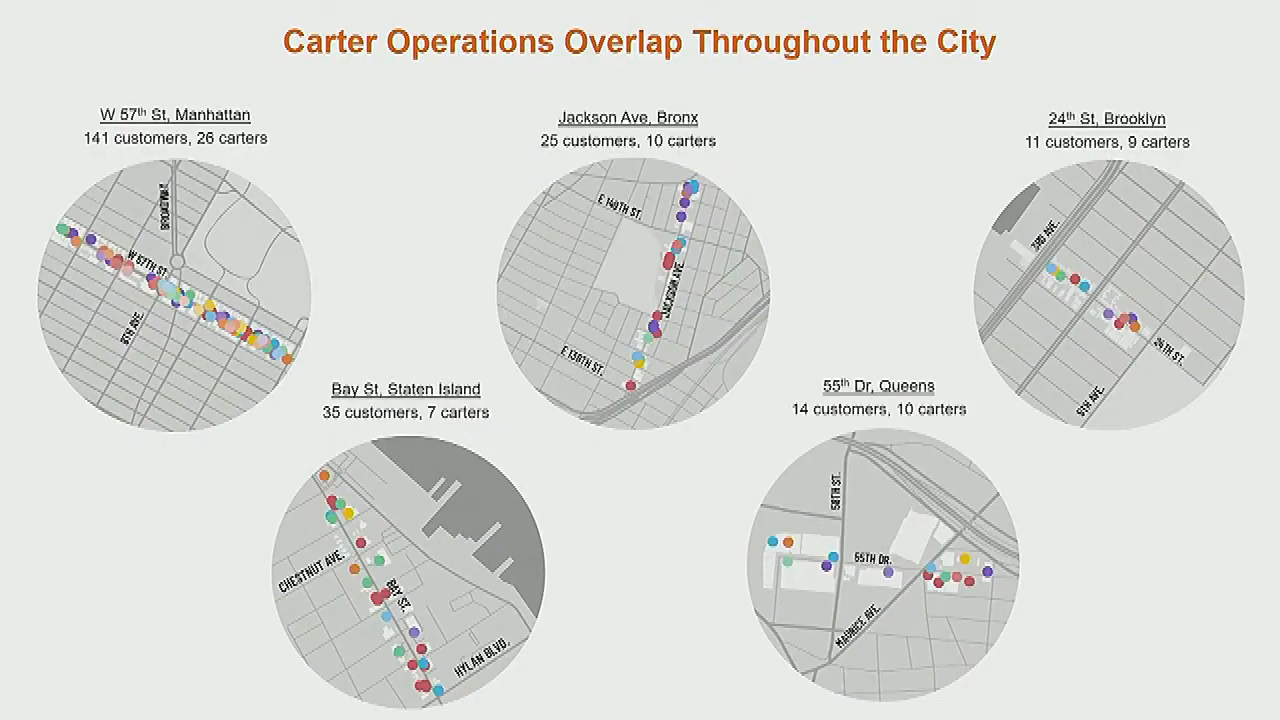 Carter Operations Overlap Throughout the City
W 57th St, Manhattan
141 customers, 26 carters
BROADWAY
W 57TH ST.
8TH AVE.
Jackson Ave, Bronx
25 customers, 10 carters
E 140TH ST.
JACKSON AVE.
E 138TH ST.
24th St, Brooklyn
11 customers, 9 carters
3RD AVE.
24TH ST.
5TH AVE.
Bay St, Staten Island
35 customers, 7 carters
CHESTNUT AVE.
BAY ST.
HYLAN BLVD.
55th Dr, Queens
14 customers, 10 carters
58TH ST.
55TH DR.
MAURICE AVE.